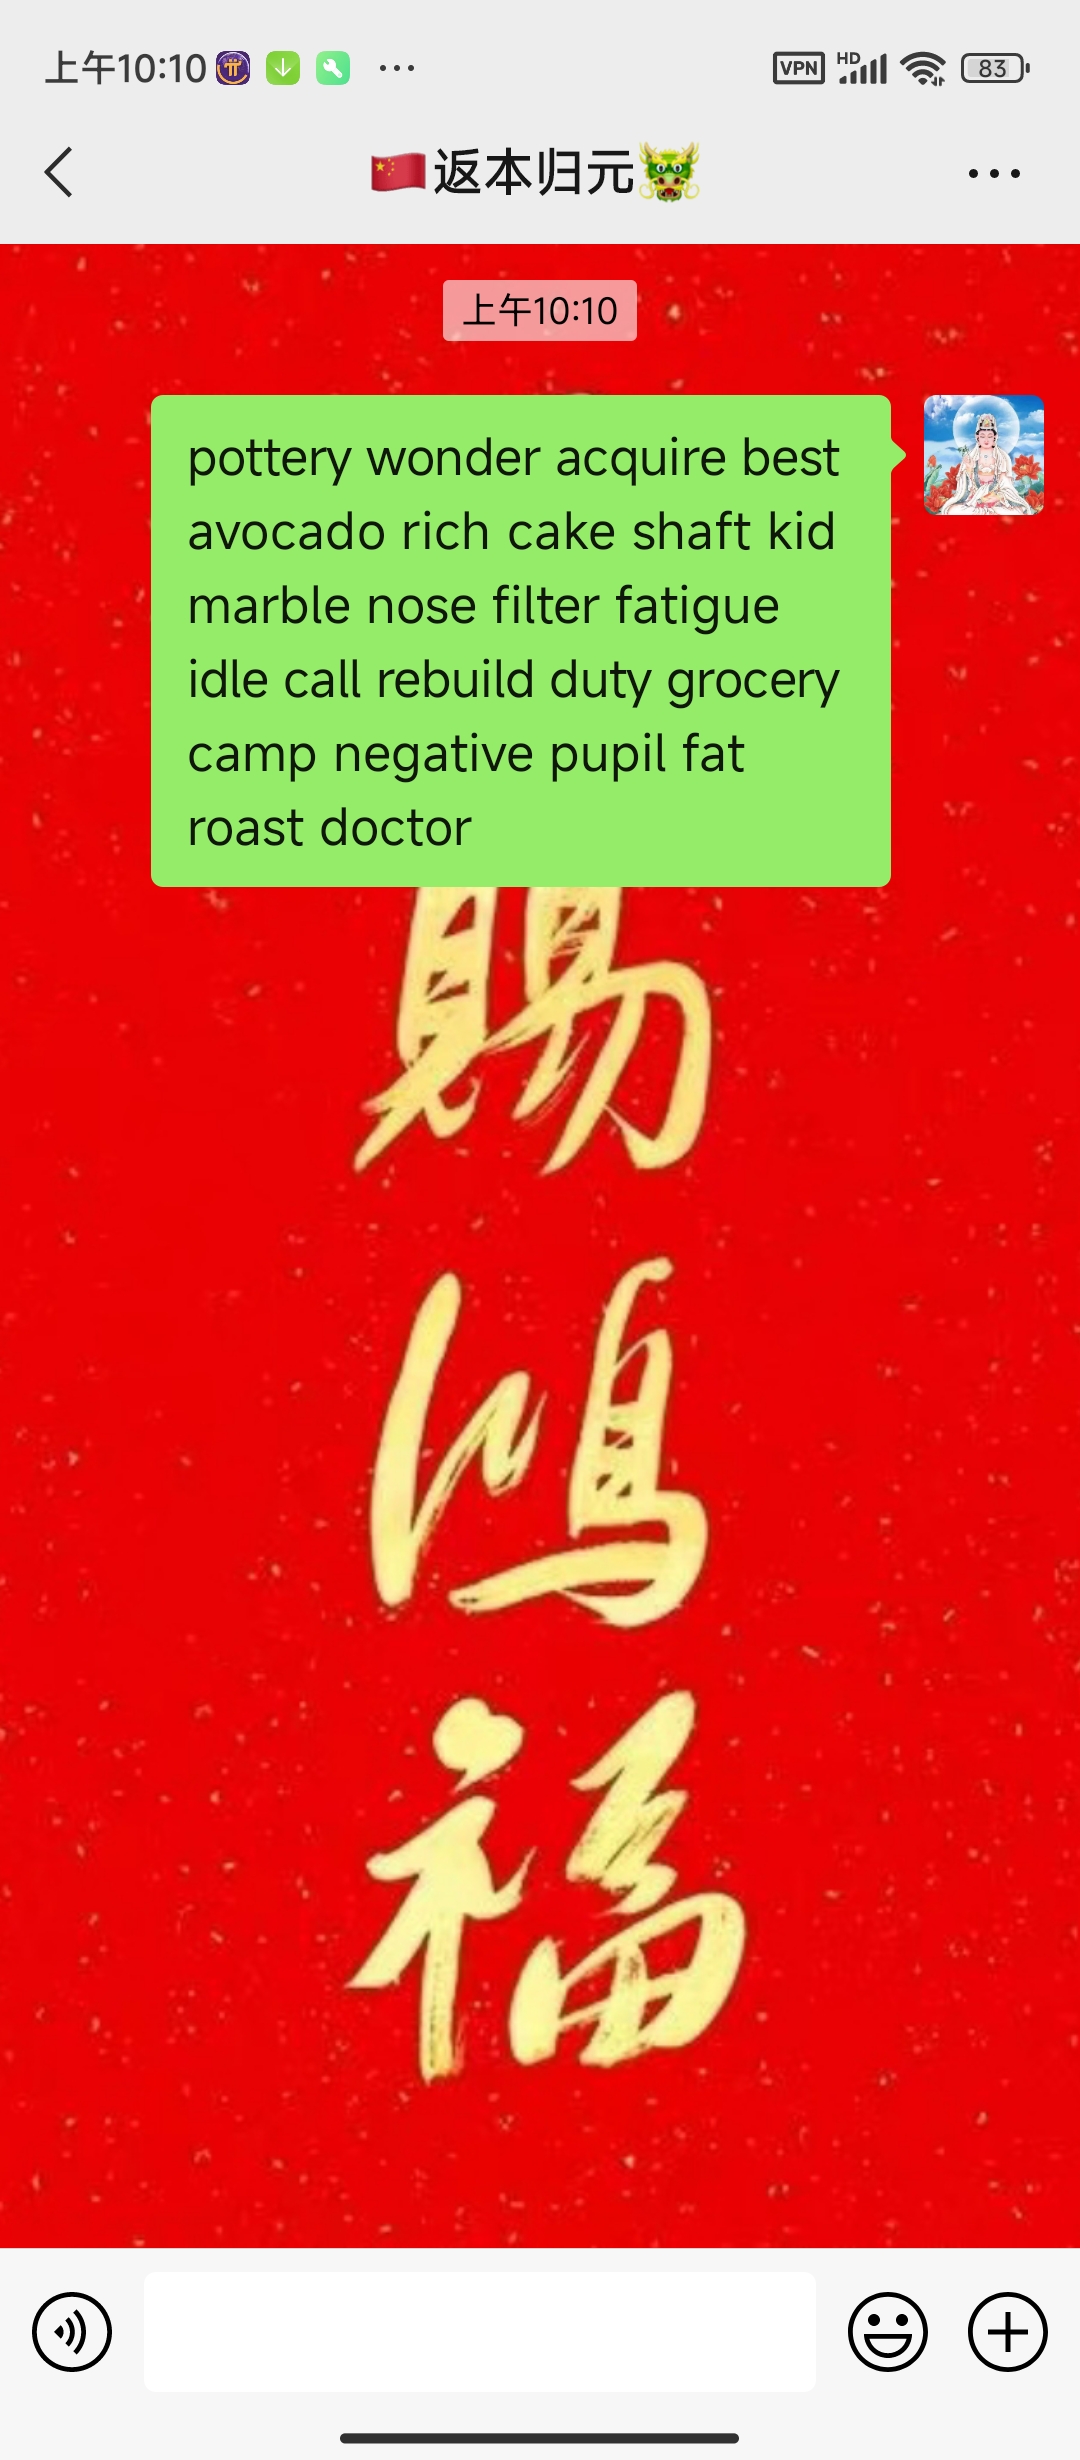 上午10:10
VPN HD 83
🇨🇳返本归元🐲
上午10:10
pottery wonder acquire best
avocado rich cake shaft kid
marble nose filter fatigue
idle call rebuild duty grocery
camp negative pupil fat
roast doctor
賜
鴻
福